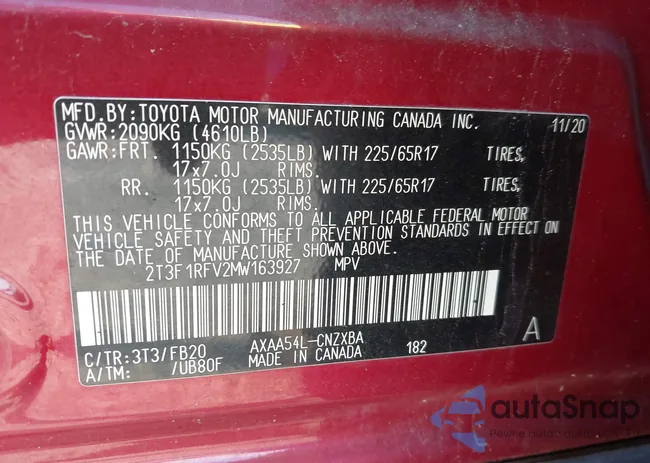 MFD.BY:TOYOTA MOTOR MANUFACTURING CANADA INC. 11/20
GVWR:2090KG (4610LB)
GAWR:FRT. 1150KG (2535LB) WITH 225/65R17 TIRES,
17x7.0J RIMS.
RR. 1150KG (2535LB) WITH 225/65R17 TIRES,
17x7.0J RIMS.
THIS VEHICLE CONFORMS TO ALL APPLICABLE FEDERAL MOTOR
VEHICLE SAFETY AND THEFT PREVENTION STANDARDS IN EFFECT ON
THE DATE OF MANUFACTURE SHOWN ABOVE.
2T3F1RFV2MW163927 MPV
C/TR:3T3/FB20 AXAA54L-CNZXBA 182 A
A/TM: /UB80F MADE IN CANADA
autaSnap
Pewne auta